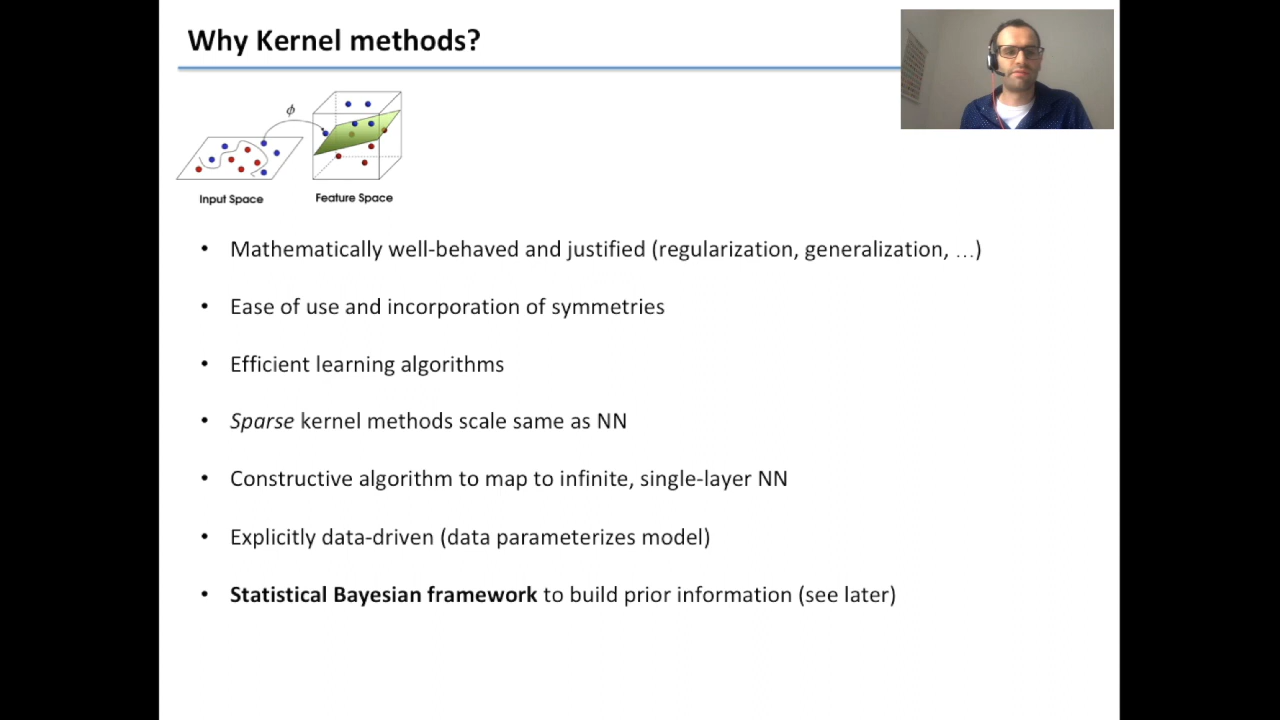 Why Kernel methods?
ϕ
Input Space
Feature Space
• Mathematically well-behaved and justified (regularization, generalization, …)
• Ease of use and incorporation of symmetries
• Efficient learning algorithms
• Sparse kernel methods scale same as NN
• Constructive algorithm to map to infinite, single-layer NN
• Explicitly data-driven (data parameterizes model)
• Statistical Bayesian framework to build prior information (see later)